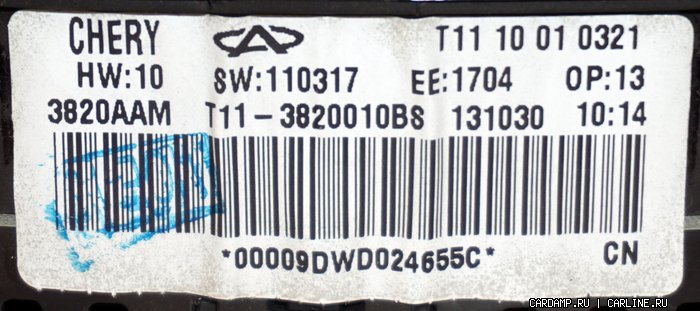 CHERY T11 10 01 0321
HW:10 SW:110317 EE:1704 OP:13
3820AAM T11-3820010BS 131030 10:14
*00009DWD024655C* CN
CARDAMP.RU | CARLINE.RU